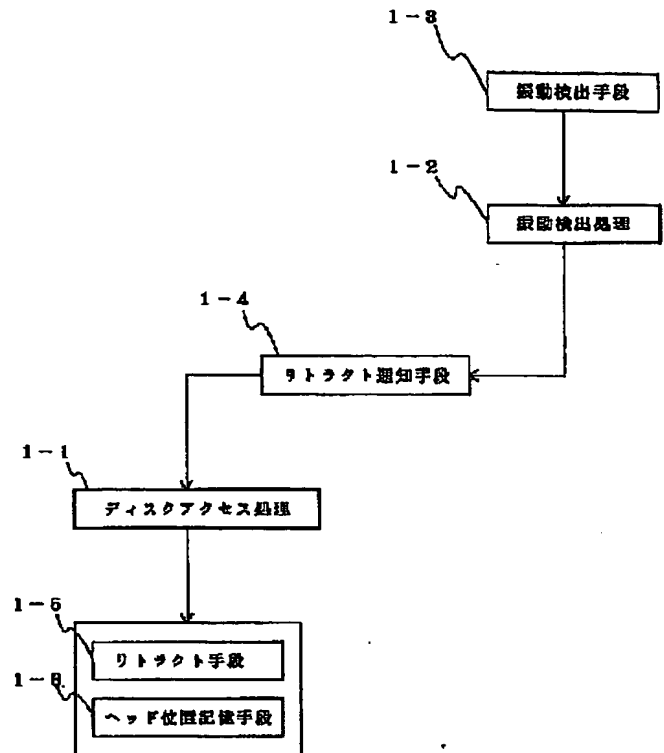 1-3
振動検出手段
1-2
振動検出処理
1-4
リトラクト通知手段
1-1
ディスクアクセス処理
1-5
リトラクト手段
1-6
ヘッド位置記憶手段